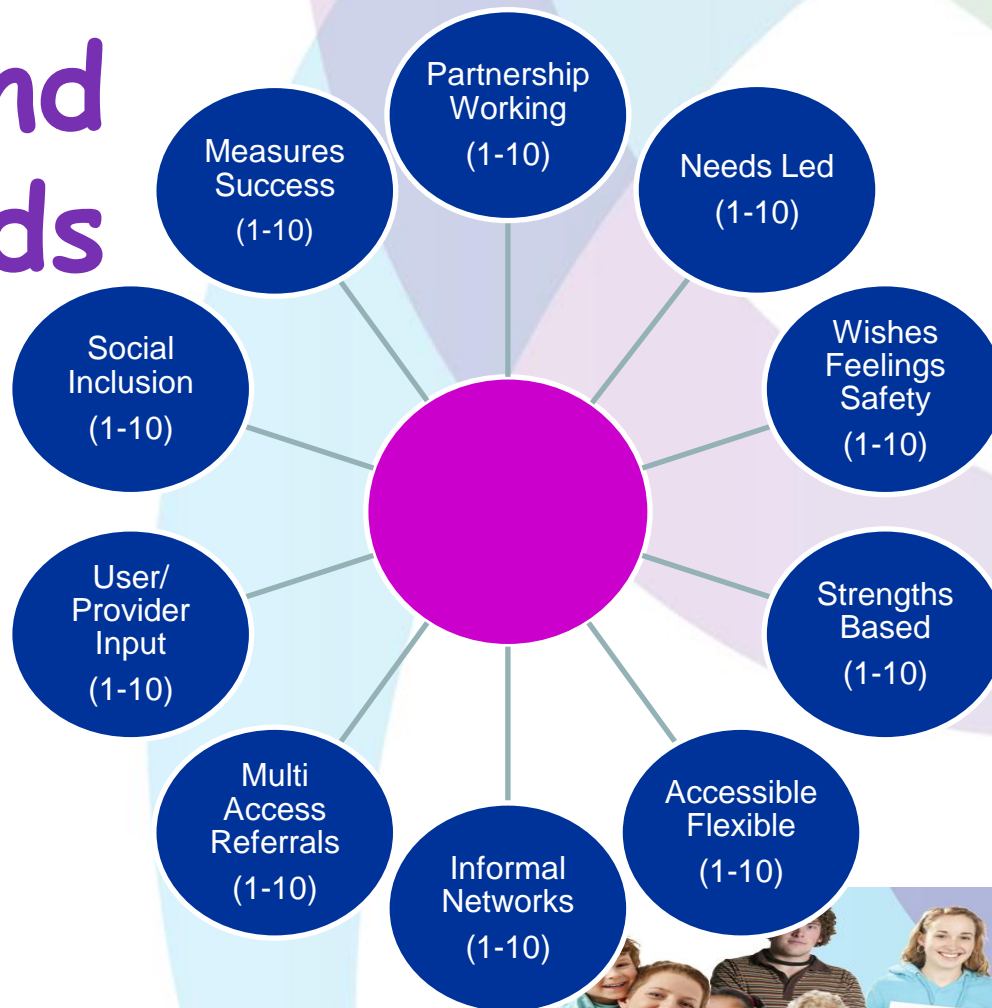 nd
ds
Partnership
Working
(1-10)
Needs Led
(1-10)
Wishes
Feelings
Safety
(1-10)
Strengths
Based
(1-10)
Accessible
Flexible
(1-10)
Informal
Networks
(1-10)
Multi
Access
Referrals
(1-10)
User/
Provider
Input
(1-10)
Social
Inclusion
(1-10)
Measures
Success
(1-10)